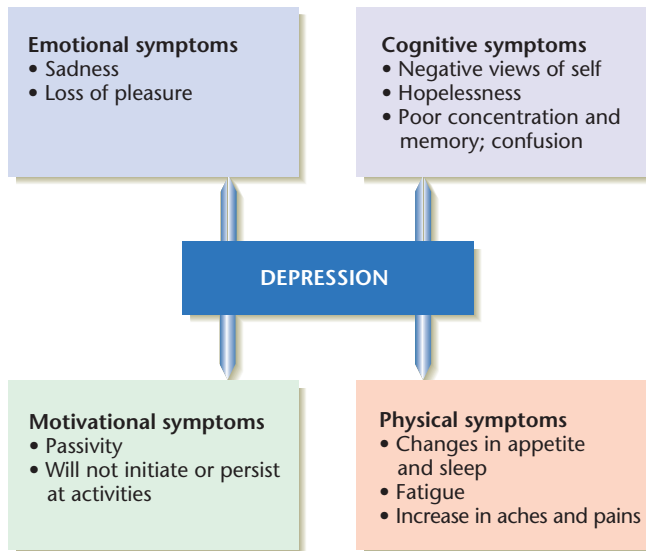 Emotional symptoms
• Sadness
• Loss of pleasure
Cognitive symptoms
• Negative views of self
• Hopelessness
• Poor concentration and
memory; confusion
DEPRESSION
Motivational symptoms
• Passivity
• Will not initiate or persist
at activities
Physical symptoms
• Changes in appetite
and sleep
• Fatigue
• Increase in aches and pains